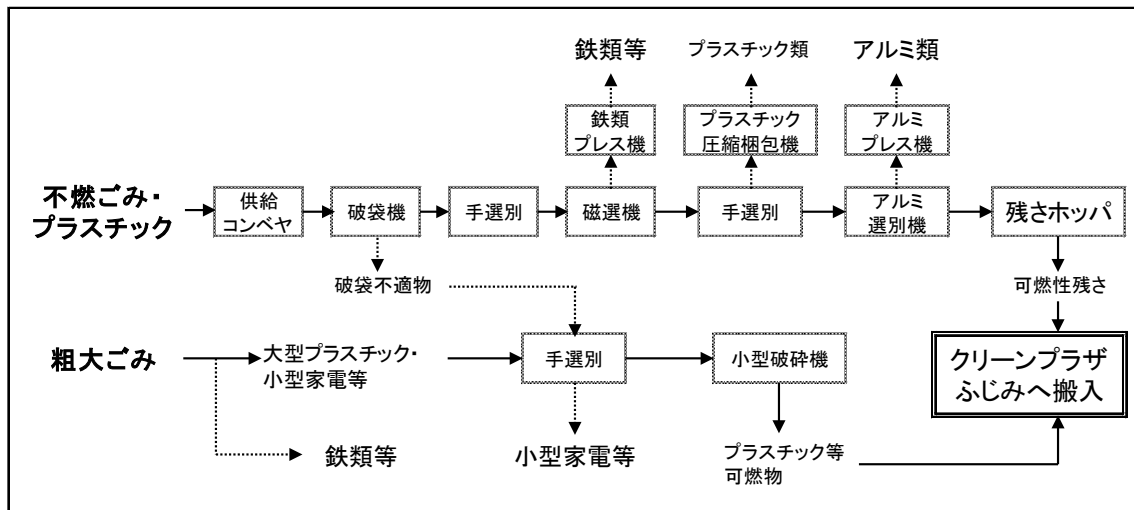 鉄類等
プラスチック類
アルミ類
鉄類
プレス機
プラスチック
圧縮梱包機
アルミ
プレス機
不燃ごみ・
プラスチック
供給
コンベヤ
破袋機
手選別
磁選機
手選別
アルミ
選別機
残さホッパ
破袋不適物
可燃性残さ
粗大ごみ
大型プラスチック・
小型家電等
手選別
小型破砕機
クリーンプラザ
ふじみへ搬入
鉄類等
小型家電等
プラスチック等
可燃物